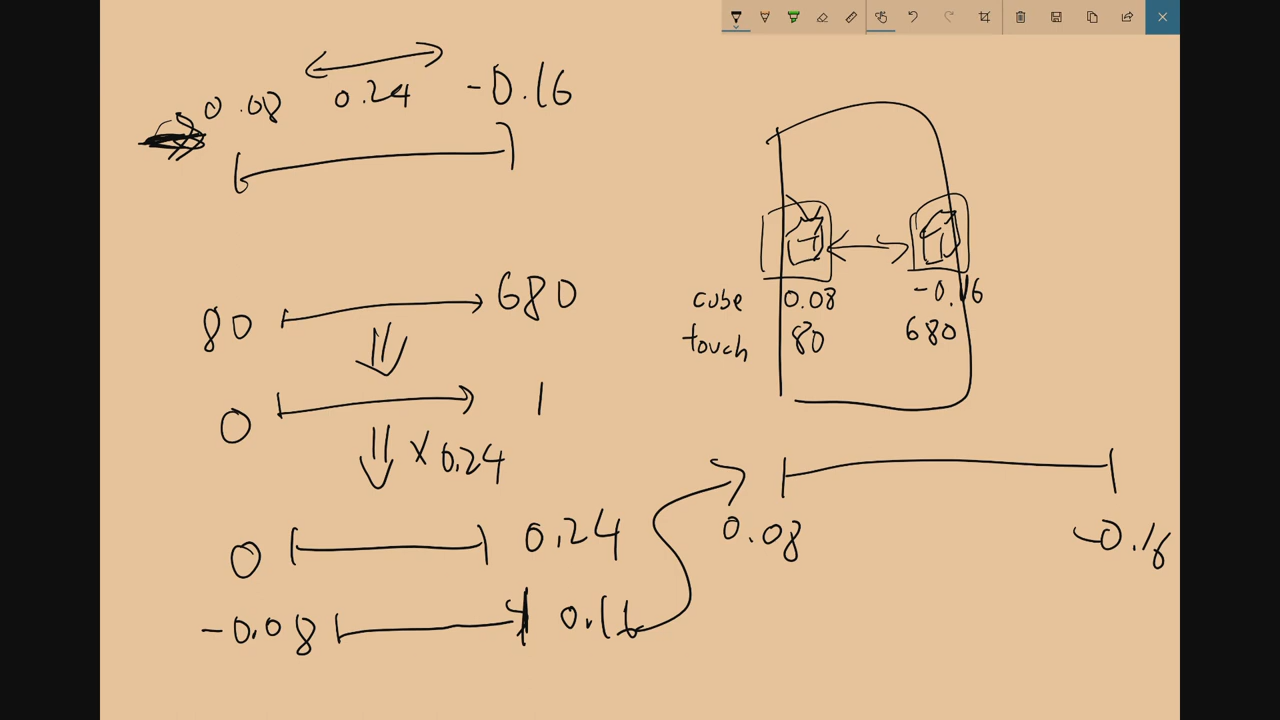 0.08 0.24 -0.16
80 680
0 1
x 0.24
0 0.24
-0.08 0.16
cube 0.08 -0.16
touch 80 680
0.08 -0.16